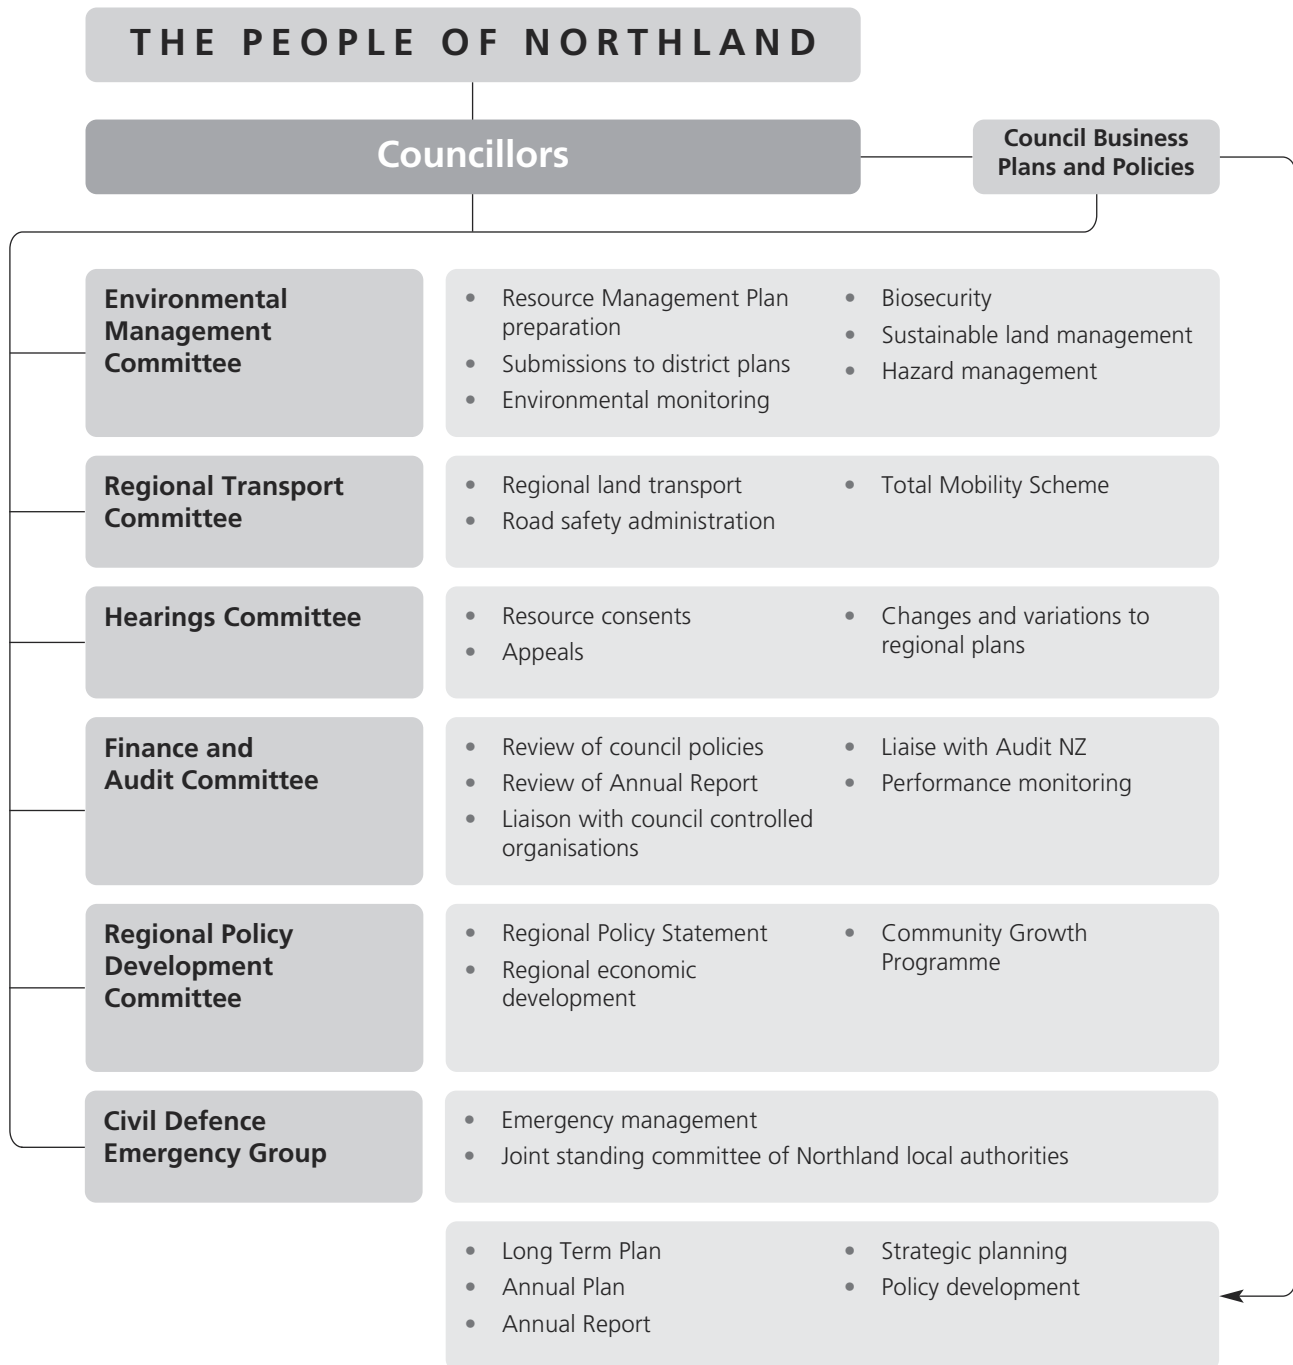 THE PEOPLE OF NORTHLAND
Councillors
Council Business
Plans and Policies
Environmental
Management
Committee
• Resource Management Plan
preparation
• Submissions to district plans
• Environmental monitoring
• Biosecurity
• Sustainable land management
• Hazard management
Regional Transport
Committee
• Regional land transport
• Road safety administration
• Total Mobility Scheme
Hearings Committee
• Resource consents
• Appeals
• Changes and variations to
regional plans
Finance and
Audit Committee
• Review of council policies
• Review of Annual Report
• Liaison with council controlled
organisations
• Liaise with Audit NZ
• Performance monitoring
Regional Policy
Development
Committee
• Regional Policy Statement
• Regional economic
development
• Community Growth
Programme
Civil Defence
Emergency Group
• Emergency management
• Joint standing committee of Northland local authorities
• Long Term Plan
• Annual Plan
• Annual Report
• Strategic planning
• Policy development